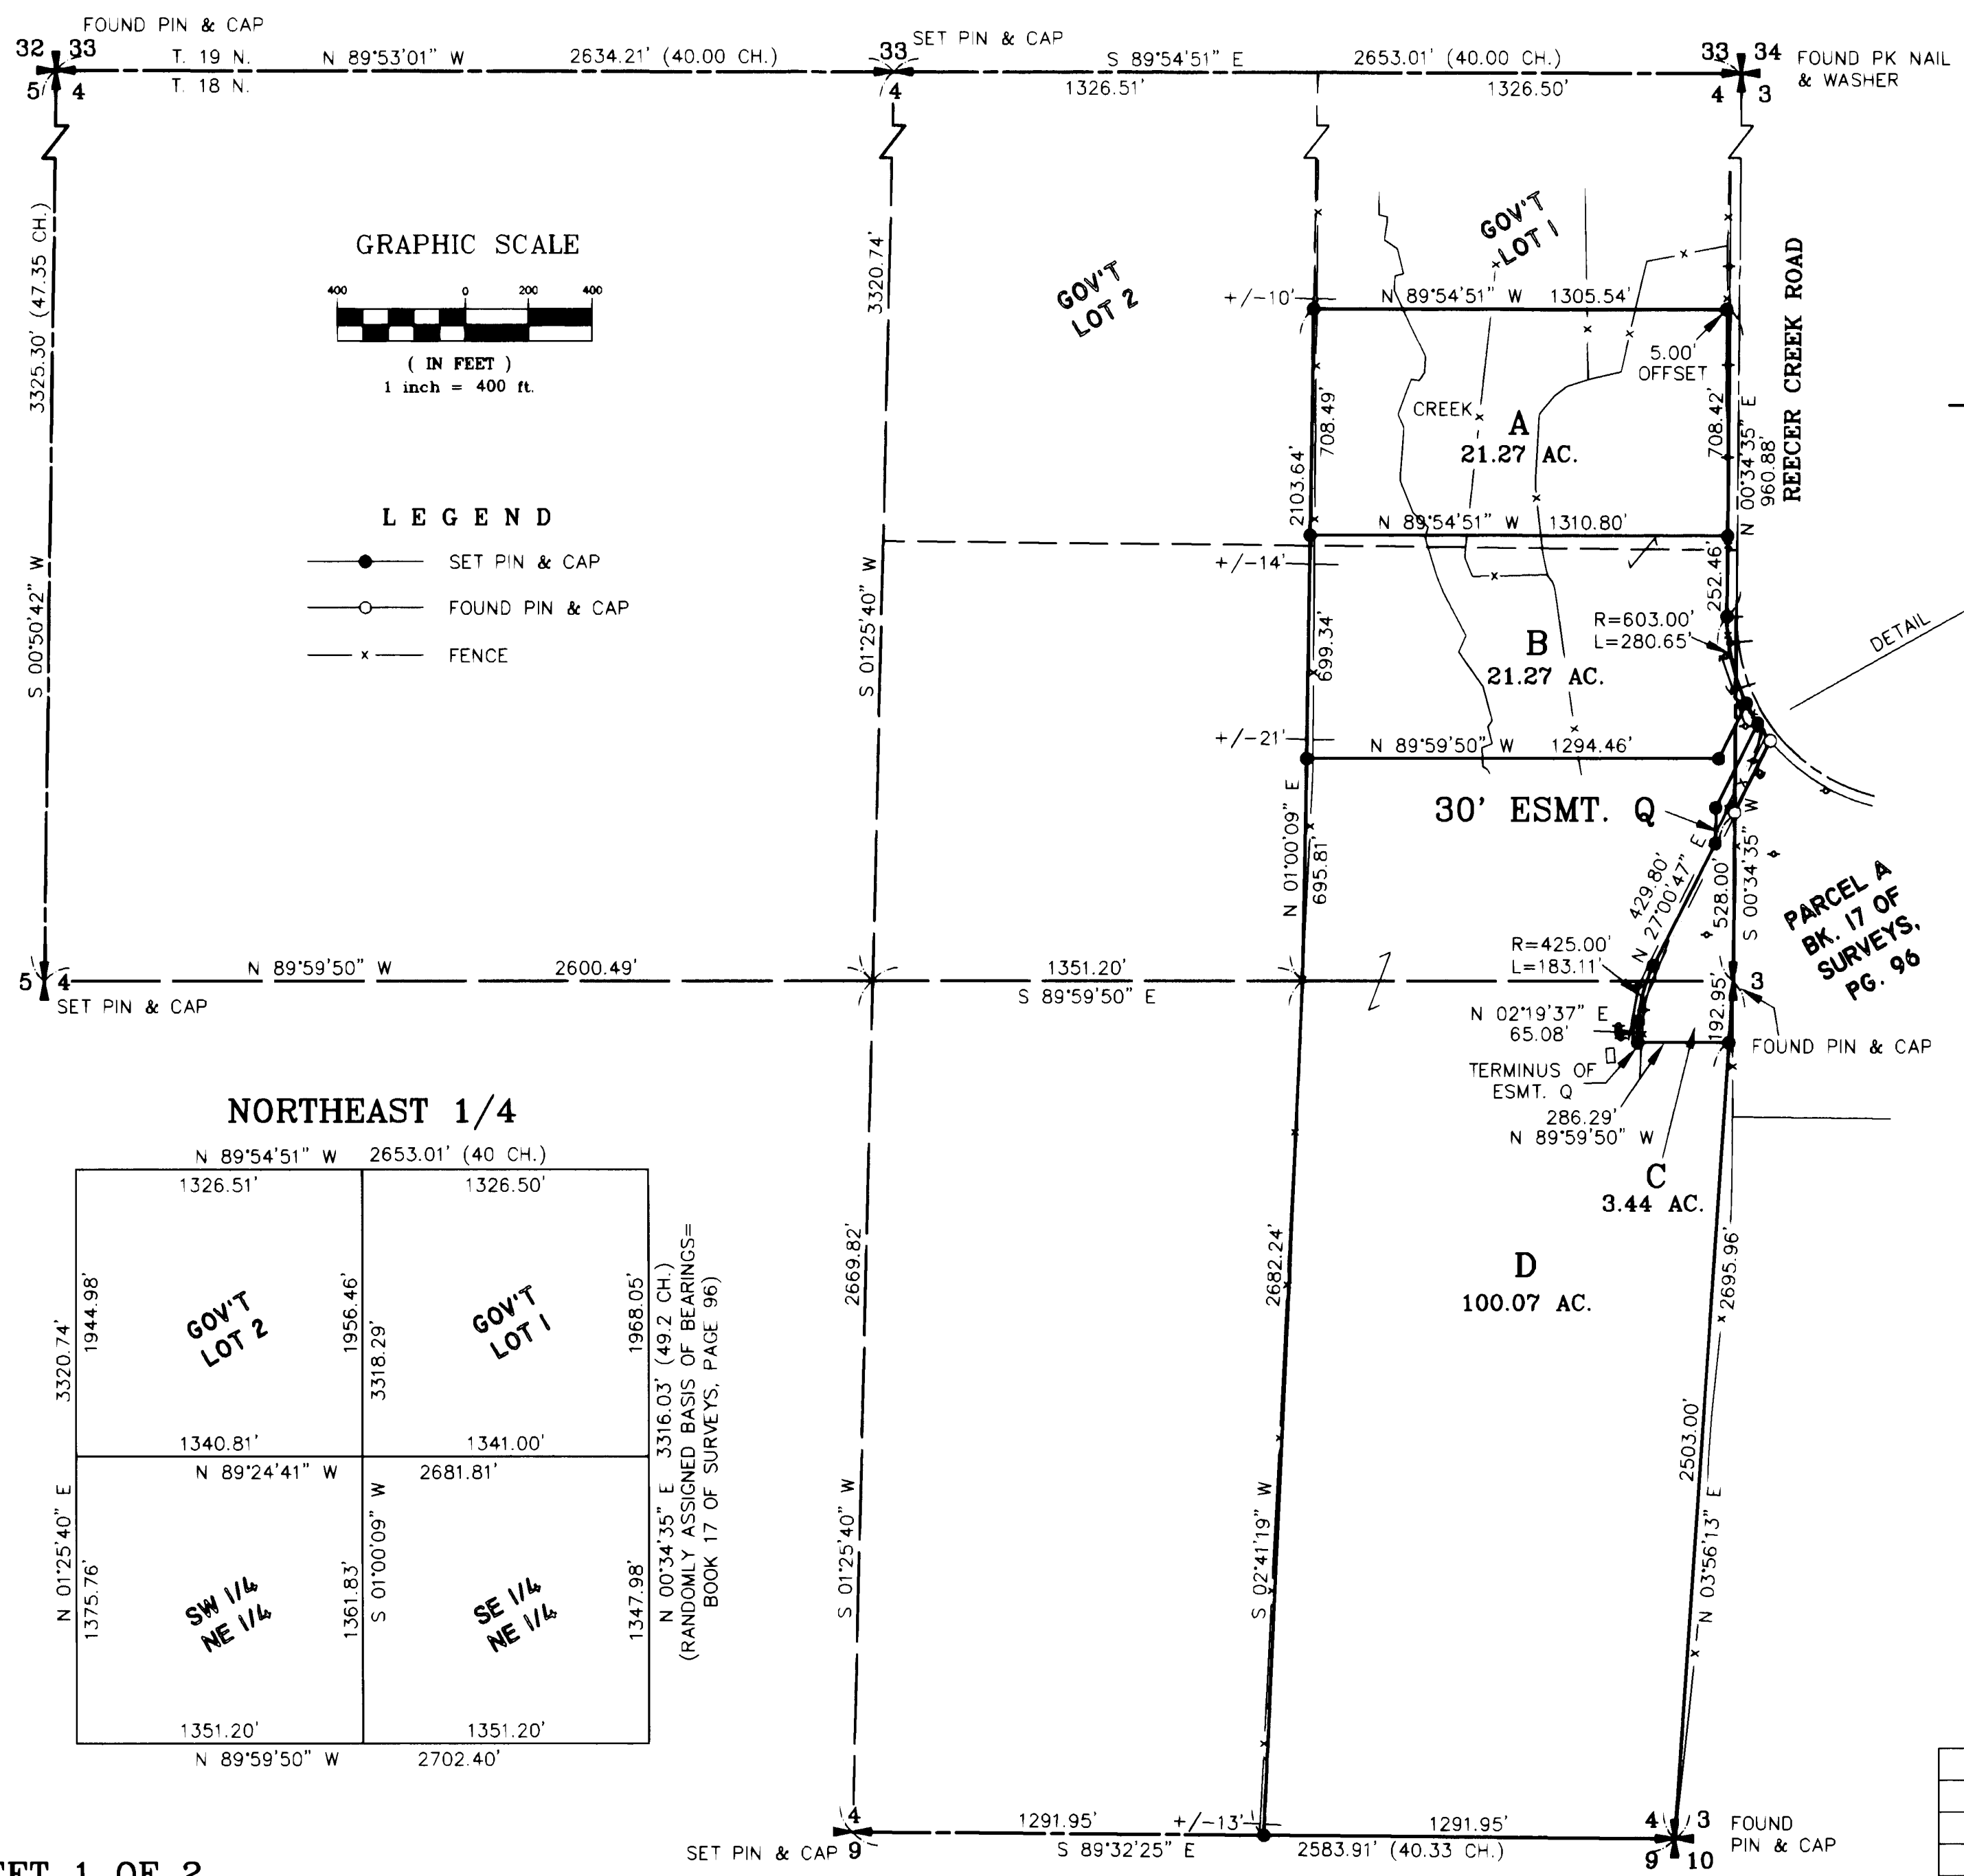 FOUND PIN & CAP
32 33
T. 19 N. N 89°53'01" W 2634.21' (40.00 CH.)
T. 18 N.
5 4
33
SET PIN & CAP
4
S 89°54'51" E 2653.01' (40.00 CH.)
1326.51' 1326.50'
33 34
4 3
FOUND PK NAIL
& WASHER
3325.30' (47.35 CH.)
S 00°50'42" W
3320.74'
S 01°25'40" W
GRAPHIC SCALE
400 0 200 400
( IN FEET )
1 inch = 400 ft.
LEGEND
SET PIN & CAP
FOUND PIN & CAP
x FENCE
GOV'T
LOT 2
GOV'T
LOT 1
+/-10'
N 89°54'51" W 1305.54'
5.00'
OFFSET
REECER CREEK ROAD
CREEK
A
21.27 AC.
2103.64'
708.49'
708.42'
N 00°34'35" E
960.88'
N 89°54'51" W 1310.80'
+/-14'
252.46'
R=603.00'
L=280.65'
DETAIL
699.34'
B
21.27 AC.
+/-21'
N 89°59'50" W 1294.46'
30' ESMT. Q
N 01°00'09" E
695.81'
429.80'
N 27°00'47" E
528.00'
S 00°34'35" W
PARCEL A
BK. 17 OF
SURVEYS,
PG. 96
R=425.00'
L=183.11'
5 4
N 89°59'50" W 2600.49'
SET PIN & CAP
1351.20'
S 89°59'50" E
3
N 02°19'37" E
65.08'
192.95'
FOUND PIN & CAP
TERMINUS OF
ESMT. Q
286.29'
N 89°59'50" W
C
3.44 AC.
D
100.07 AC.
2669.82'
S 01°25'40" W
2682.24'
S 02°41'19" W
2695.96'
2503.00'
N 03°56'13" E
NORTHEAST 1/4
N 89°54'51" W 2653.01' (40 CH.)
1326.51' 1326.50'
3320.74'
1944.98'
GOV'T
LOT 2
1956.46'
3318.29'
GOV'T
LOT 1
1968.05'
1340.81' 1341.00'
N 89°24'41" W 2681.81'
N 01°25'40" E
1375.76'
SW 1/4
NE 1/4
1361.83'
S 01°00'09" W
SE 1/4
NE 1/4
1347.98'
N 00°34'35" E 3316.03' (49.2 CH.)
(RANDOMLY ASSIGNED BASIS OF BEARINGS=
BOOK 17 OF SURVEYS, PAGE 96)
1351.20' 1351.20'
N 89°59'50" W 2702.40'
4
SET PIN & CAP 9
1291.95' +/-13' 1291.95'
S 89°32'25" E 2583.91' (40.33 CH.)
4 3
9 10
FOUND
PIN & CAP
1 OF 2